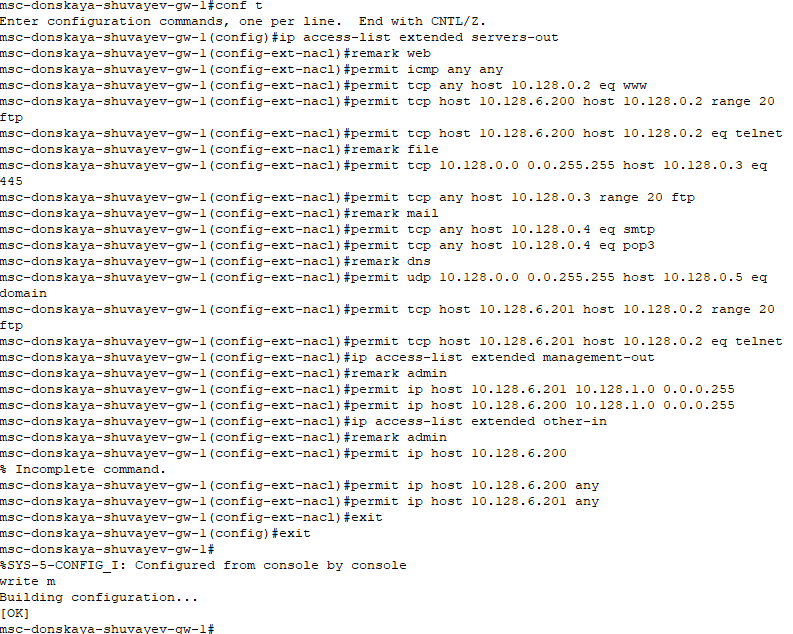 msc-donskaya-shuvayev-gw-1#conf t
Enter configuration commands, one per line.  End with CNTL/Z.
msc-donskaya-shuvayev-gw-1(config)#ip access-list extended servers-out
msc-donskaya-shuvayev-gw-1(config-ext-nacl)#remark web
msc-donskaya-shuvayev-gw-1(config-ext-nacl)#permit icmp any any
msc-donskaya-shuvayev-gw-1(config-ext-nacl)#permit tcp any host 10.128.0.2 eq www
msc-donskaya-shuvayev-gw-1(config-ext-nacl)#permit tcp host 10.128.6.200 host 10.128.0.2 range 20
ftp
msc-donskaya-shuvayev-gw-1(config-ext-nacl)#permit tcp host 10.128.6.200 host 10.128.0.2 eq telnet
msc-donskaya-shuvayev-gw-1(config-ext-nacl)#remark file
msc-donskaya-shuvayev-gw-1(config-ext-nacl)#permit tcp 10.128.0.0 0.0.255.255 host 10.128.0.3 eq
445
msc-donskaya-shuvayev-gw-1(config-ext-nacl)#permit tcp any host 10.128.0.3 range 20 ftp
msc-donskaya-shuvayev-gw-1(config-ext-nacl)#remark mail
msc-donskaya-shuvayev-gw-1(config-ext-nacl)#permit tcp any host 10.128.0.4 eq smtp
msc-donskaya-shuvayev-gw-1(config-ext-nacl)#permit tcp any host 10.128.0.4 eq pop3
msc-donskaya-shuvayev-gw-1(config-ext-nacl)#remark dns
msc-donskaya-shuvayev-gw-1(config-ext-nacl)#permit udp 10.128.0.0 0.0.255.255 host 10.128.0.5 eq
domain
msc-donskaya-shuvayev-gw-1(config-ext-nacl)#permit tcp host 10.128.6.201 host 10.128.0.2 range 20
ftp
msc-donskaya-shuvayev-gw-1(config-ext-nacl)#permit tcp host 10.128.6.201 host 10.128.0.2 eq telnet
msc-donskaya-shuvayev-gw-1(config-ext-nacl)#ip access-list extended management-out
msc-donskaya-shuvayev-gw-1(config-ext-nacl)#remark admin
msc-donskaya-shuvayev-gw-1(config-ext-nacl)#permit ip host 10.128.6.201 10.128.1.0 0.0.0.255
msc-donskaya-shuvayev-gw-1(config-ext-nacl)#permit ip host 10.128.6.200 10.128.1.0 0.0.0.255
msc-donskaya-shuvayev-gw-1(config-ext-nacl)#ip access-list extended other-in
msc-donskaya-shuvayev-gw-1(config-ext-nacl)#remark admin
msc-donskaya-shuvayev-gw-1(config-ext-nacl)#permit ip host 10.128.6.200
% Incomplete command.
msc-donskaya-shuvayev-gw-1(config-ext-nacl)#permit ip host 10.128.6.200 any
msc-donskaya-shuvayev-gw-1(config-ext-nacl)#permit ip host 10.128.6.201 any
msc-donskaya-shuvayev-gw-1(config-ext-nacl)#exit
msc-donskaya-shuvayev-gw-1(config)#exit
msc-donskaya-shuvayev-gw-1#
%SYS-5-CONFIG_I: Configured from console by console
write m
Building configuration...
[OK]
msc-donskaya-shuvayev-gw-1#